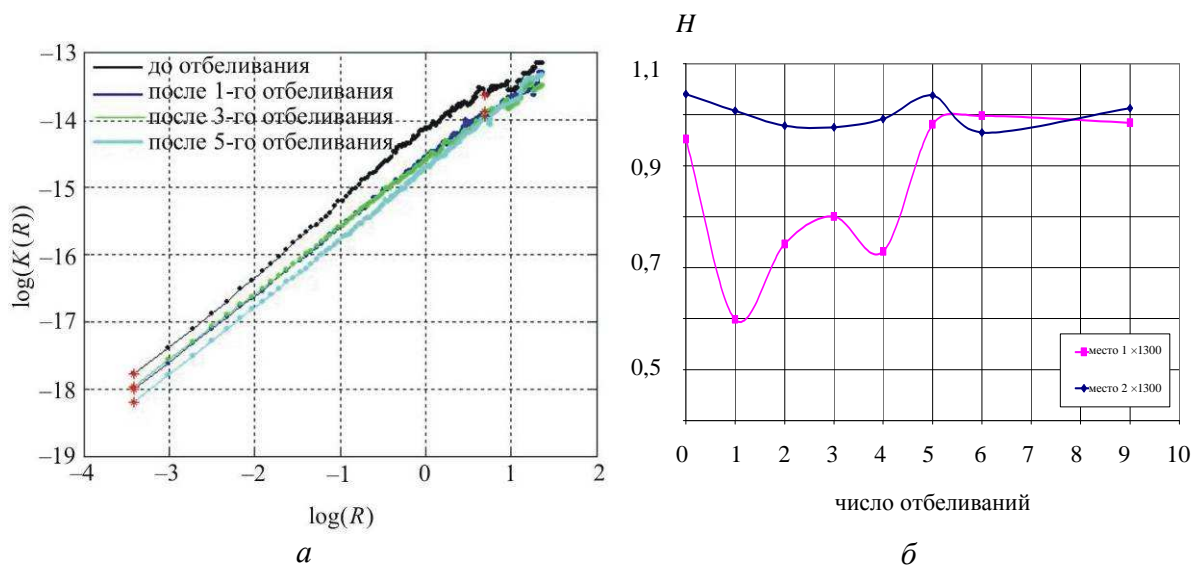 –13
–14
–15
–16
–17
–18
–19
log(K(R))
до отбеливания
после 1-го отбеливания
после 3-го отбеливания
после 5-го отбеливания
–4 –3 –2 –1 0 1 2
log(R)
а
H
1,1
0,9
0,7
0,5
место 1 ×1300
место 2 ×1300
0 1 2 3 4 5 6 7 8 9 10
число отбеливаний
б